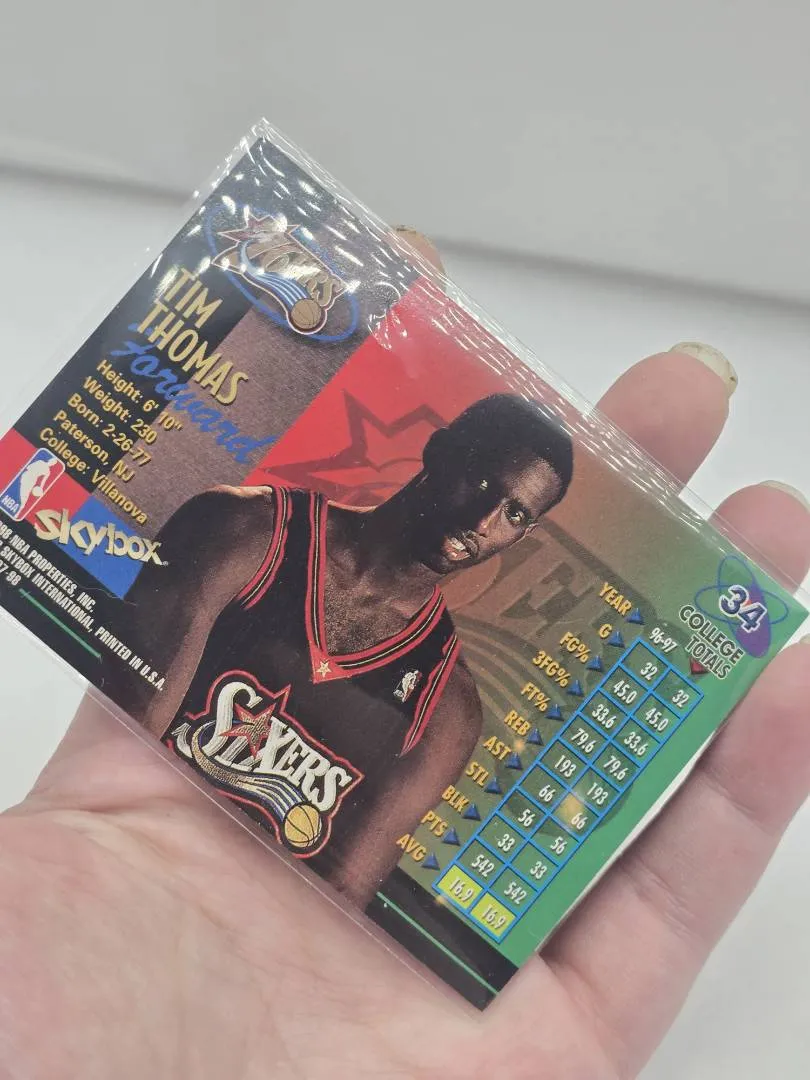 SIXERS
TIM
THOMAS
forward
Height: 6' 10"
Weight: 230
Born: 2-26-77
Paterson, NJ
College: Villanova
NBA
skybox
98 NBA PROPERTIES, INC.
SKYBOX INTERNATIONAL, PRINTED IN U.S.A.
SIXERS
34
COLLEGE
TOTALS
YEAR 96-97
G 32 32
FG% 45.0 45.0
3FG% 33.6 33.6
FT% 79.6 79.6
REB 193 193
AST 66 66
STL 56 56
BLK 33 33
PTS 542 542
AVG 16.9 16.9